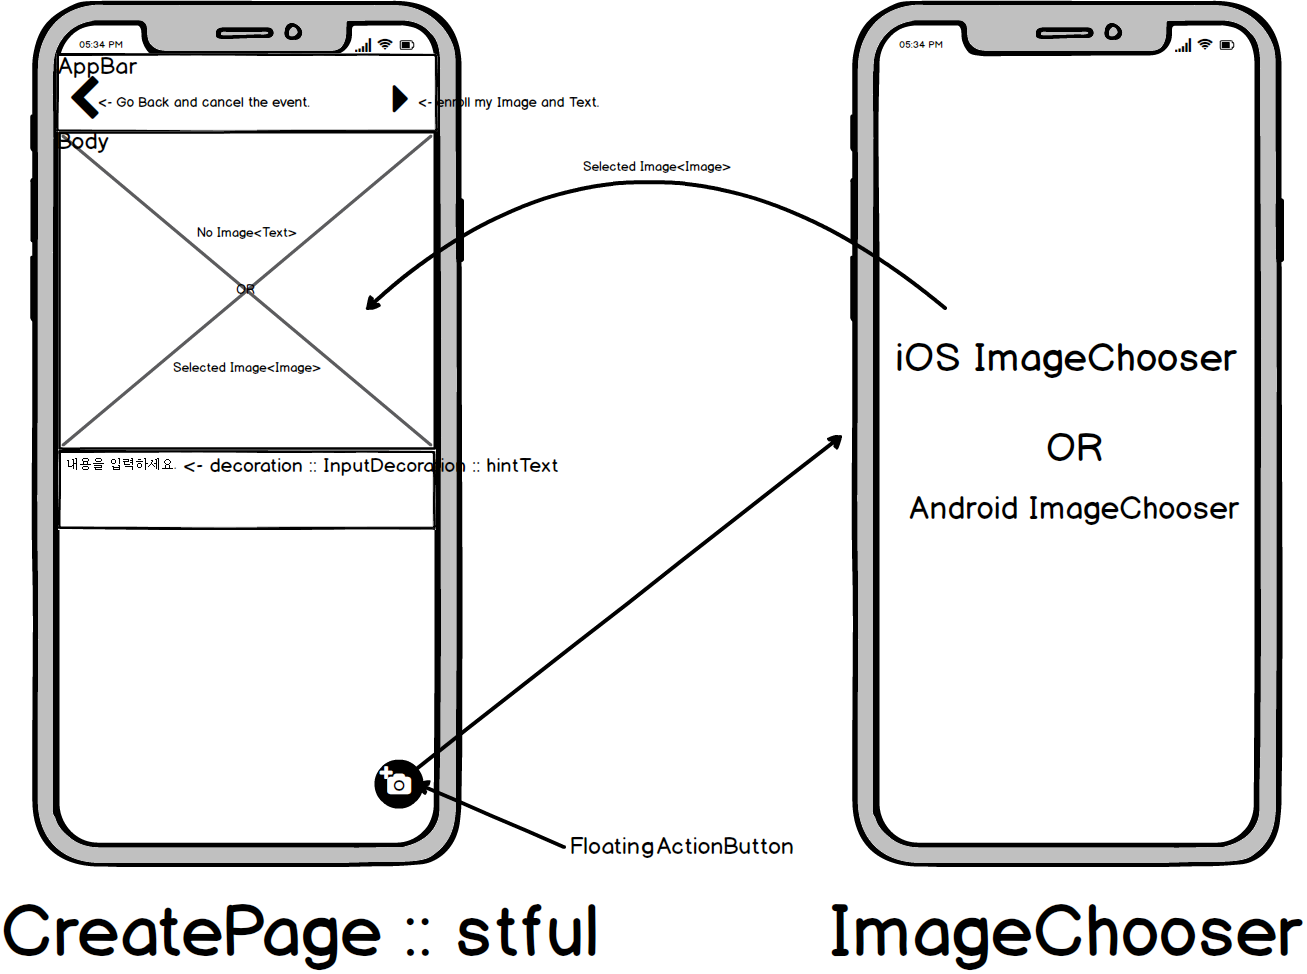 05:34 PM
AppBar
<- Go Back and cancel the event.
<- enroll my Image and Text.
Body
No Image<Text>
OR
Selected Image<Image>
내용을 입력하세요. <- decoration :: InputDecoration :: hintText
FloatingActionButton
CreatePage :: stful
Selected Image<Image>
05:34 PM
iOS ImageChooser
OR
Android ImageChooser
ImageChooser